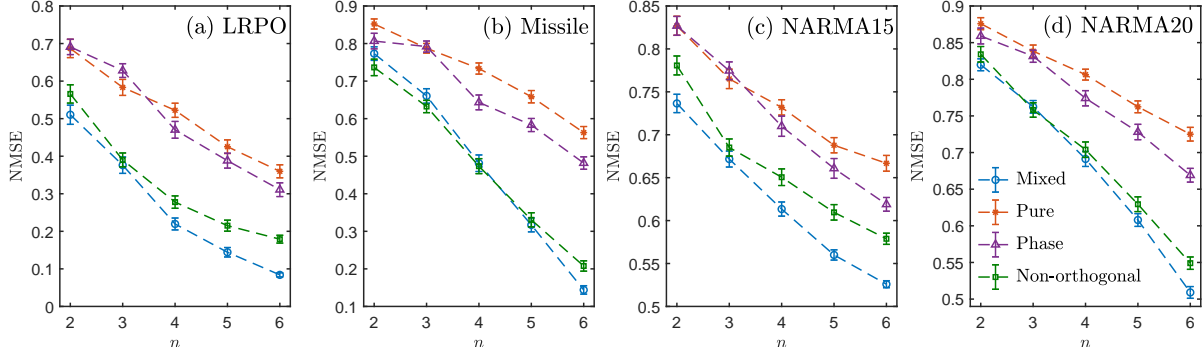 (a) LRPO
NMSE
0.8
0.7
0.6
0.5
0.4
0.3
0.2
0.1
0
2 3 4 5 6
n
(b) Missile
NMSE
0.9
0.8
0.7
0.6
0.5
0.4
0.3
0.2
0.1
2 3 4 5 6
n
(c) NARMA15
NMSE
0.85
0.8
0.75
0.7
0.65
0.6
0.55
0.5
2 3 4 5 6
n
(d) NARMA20
NMSE
0.9
0.85
0.8
0.75
0.7
0.65
0.6
0.55
0.5
2 3 4 5 6
n
Mixed
Pure
Phase
Non-orthogonal